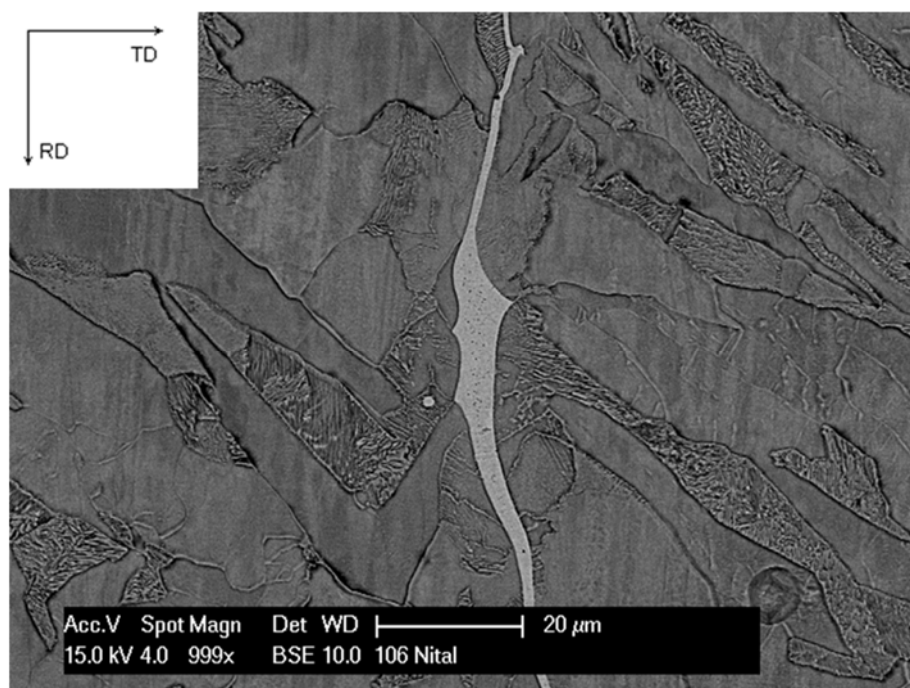 TD
RD
Acc.V Spot Magn Det WD 20 µm
15.0 kV 4.0 999x BSE 10.0 106 Nital